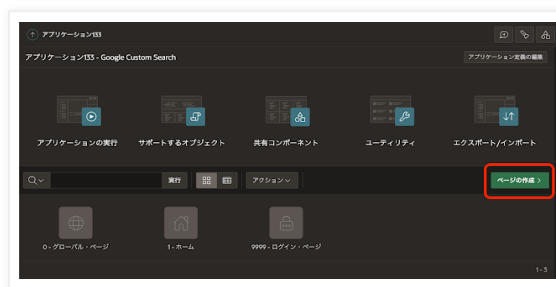 アプリケーション133
アプリケーション133 - Google Custom Search
アプリケーション定義の編集
アプリケーションの実行
サポートするオブジェクト
共有コンポーネント
ユーティリティ
エクスポート/インポート
実行
アクション
ページの作成
0 - グローバル・ページ
1 - ホーム
9999 - ログイン・ページ
1 - 3